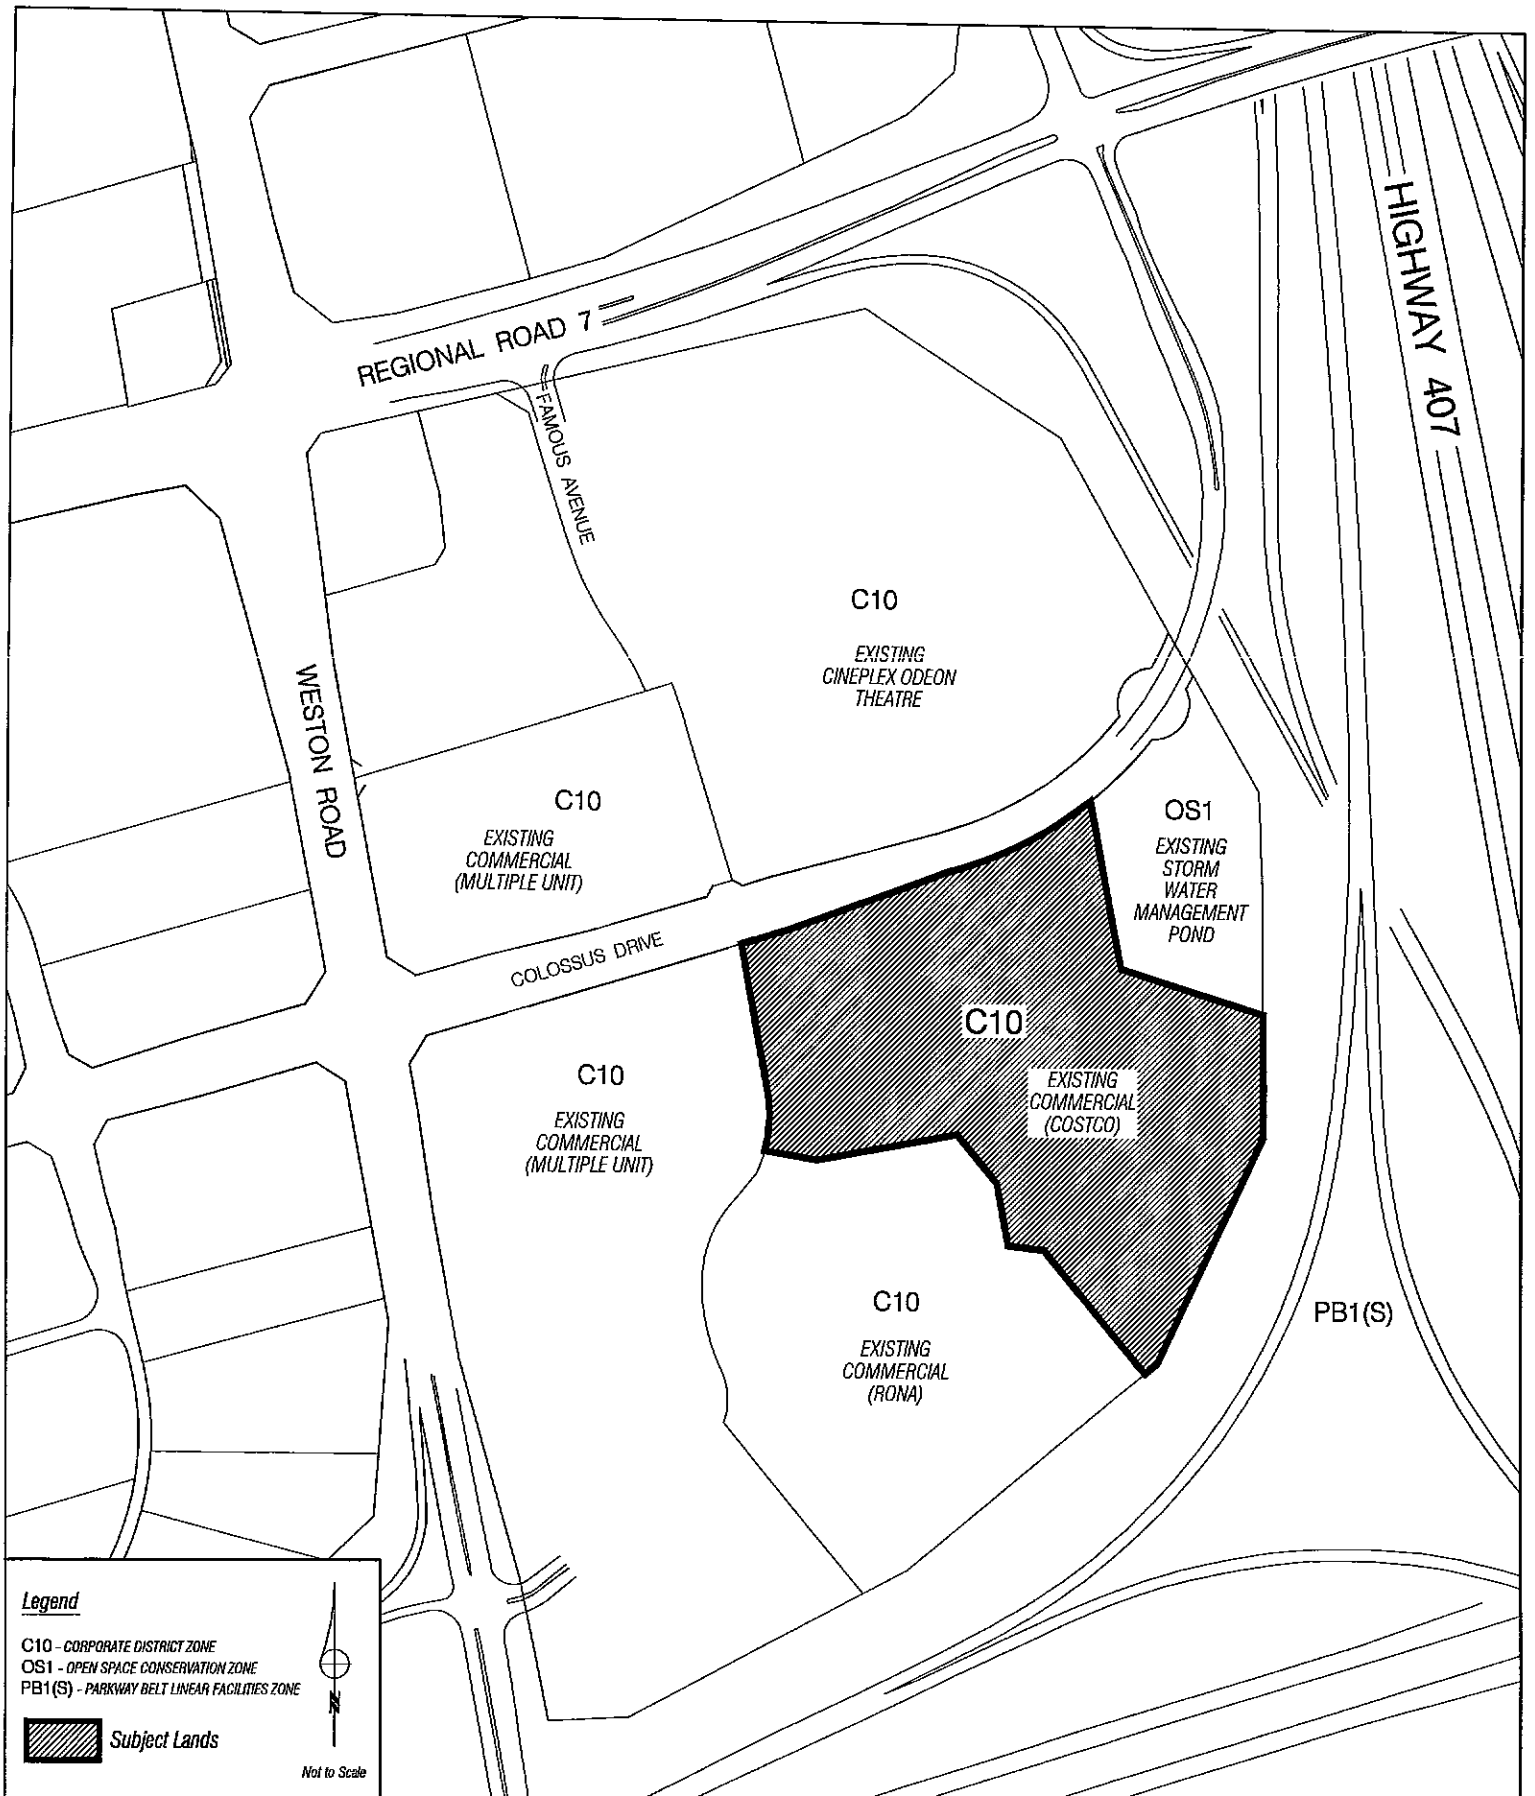 HIGHWAY 407
REGIONAL ROAD 7
FAMOUS AVENUE
WESTON ROAD
C10
EXISTING
CINEPLEX ODEON
THEATRE
C10
EXISTING
COMMERCIAL
(MULTIPLE UNIT)
OS1
EXISTING
STORM
WATER
MANAGEMENT
POND
COLOSSUS DRIVE
C10
EXISTING
COMMERCIAL
(COSTCO)
C10
EXISTING
COMMERCIAL
(MULTIPLE UNIT)
C10
EXISTING
COMMERCIAL
(RONA)
PB1(S)
Legend
C10 - CORPORATE DISTRICT ZONE
OS1 - OPEN SPACE CONSERVATION ZONE
PB1(S) - PARKWAY BELT LINEAR FACILITIES ZONE
N
Subject Lands
Not to Scale